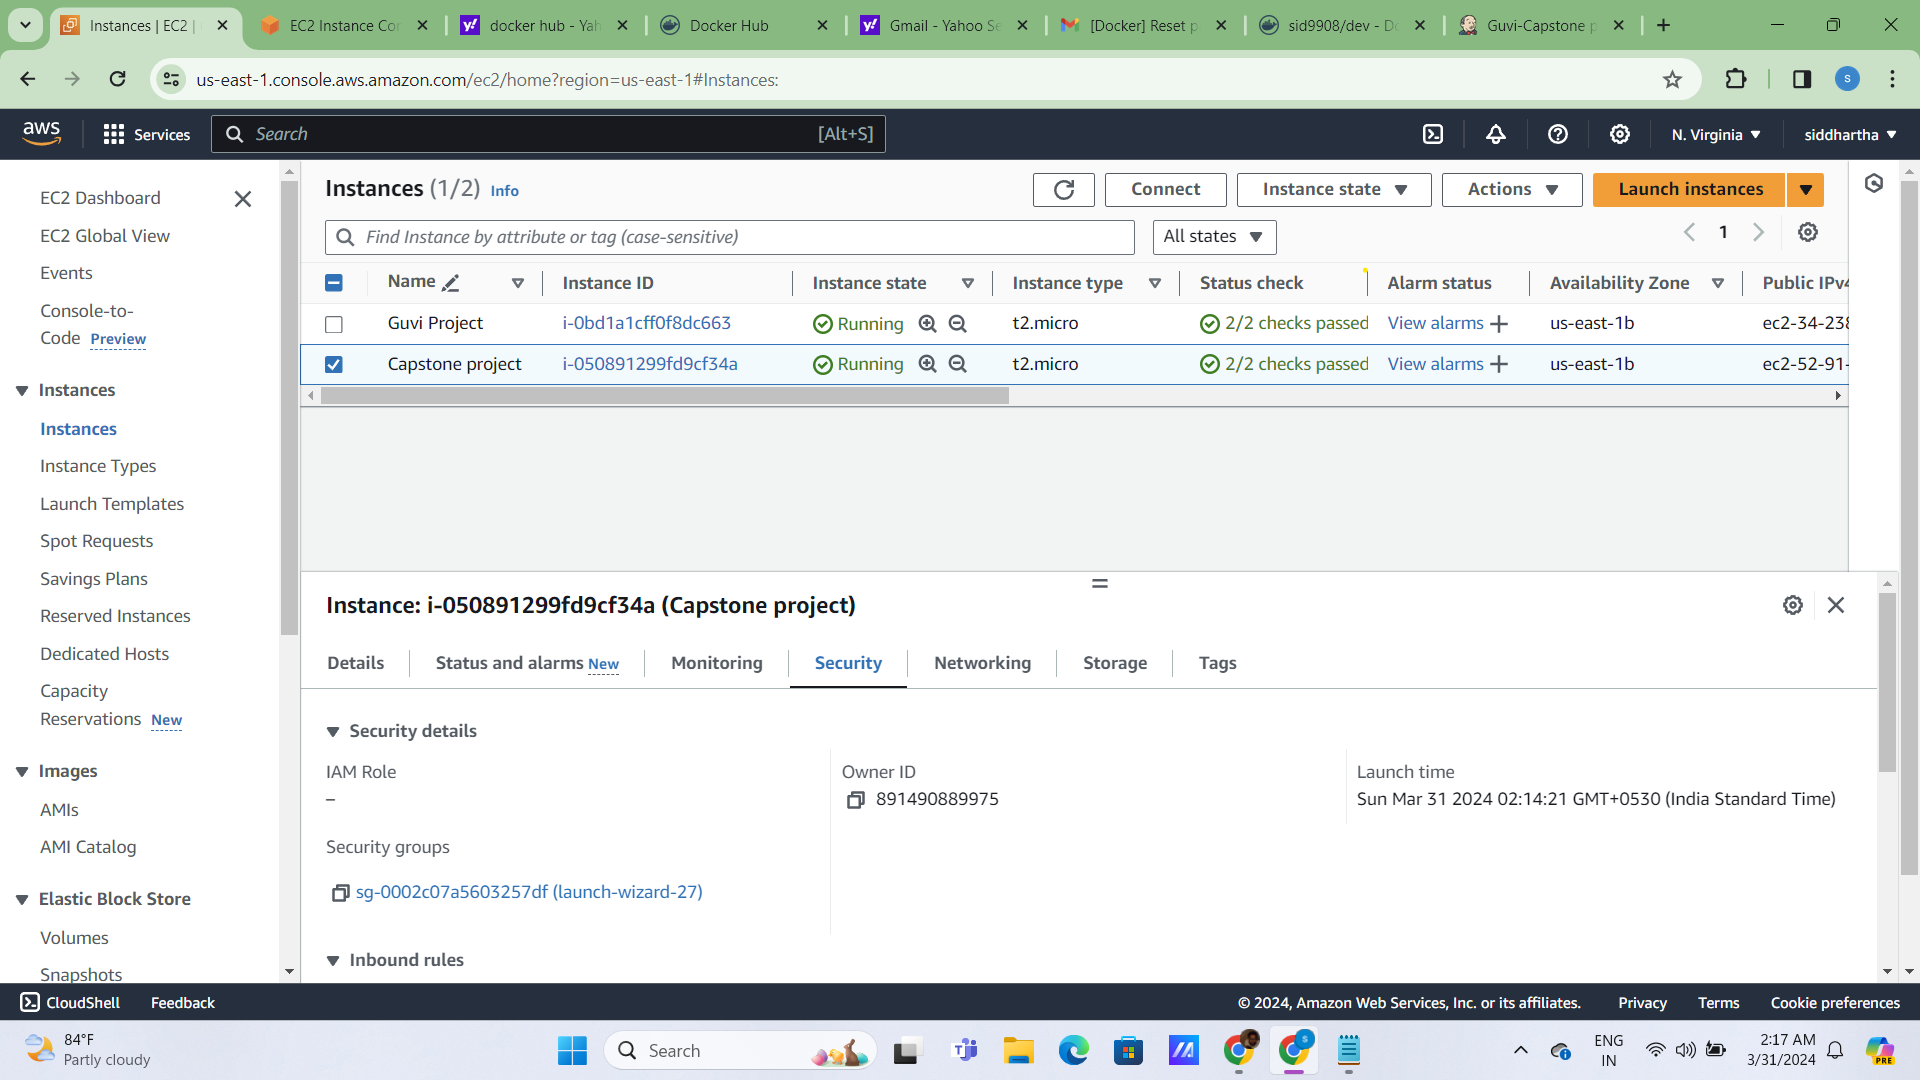 Instances | EC2 |
EC2 Instance Con
docker hub - Yah
Docker Hub
Gmail - Yahoo Se
[Docker] Reset p
sid9908/dev - Do
Guvi-Capstone p
us-east-1.console.aws.amazon.com/ec2/home?region=us-east-1#Instances:
S
aws
Services
Search
[Alt+S]
N. Virginia
siddhartha
EC2 Dashboard
EC2 Global View
Events
Console-to-
Code Preview
Instances
Instances
Instance Types
Launch Templates
Spot Requests
Savings Plans
Reserved Instances
Dedicated Hosts
Capacity
Reservations New
Images
AMIs
AMI Catalog
Elastic Block Store
Volumes
Snapshots
Instances (1/2) Info
Connect
Instance state
Actions
Launch instances
Find Instance by attribute or tag (case-sensitive)
All states
1
Name Instance ID Instance state Instance type Status check Alarm status Availability Zone Public IPv4
Guvi Project i-0bd1a1cff0f8dc663 Running t2.micro 2/2 checks passed View alarms us-east-1b ec2-34-238
Capstone project i-050891299fd9cf34a Running t2.micro 2/2 checks passed View alarms us-east-1b ec2-52-91-
Instance: i-050891299fd9cf34a (Capstone project)
Details
Status and alarms New
Monitoring
Security
Networking
Storage
Tags
Security details
IAM Role
–
Owner ID
891490889975
Launch time
Sun Mar 31 2024 02:14:21 GMT+0530 (India Standard Time)
Security groups
sg-0002c07a5603257df (launch-wizard-27)
Inbound rules
CloudShell
Feedback
© 2024, Amazon Web Services, Inc. or its affiliates.
Privacy
Terms
Cookie preferences
84°F
Partly cloudy
Search
ENG
IN
2:17 AM
3/31/2024
PRE